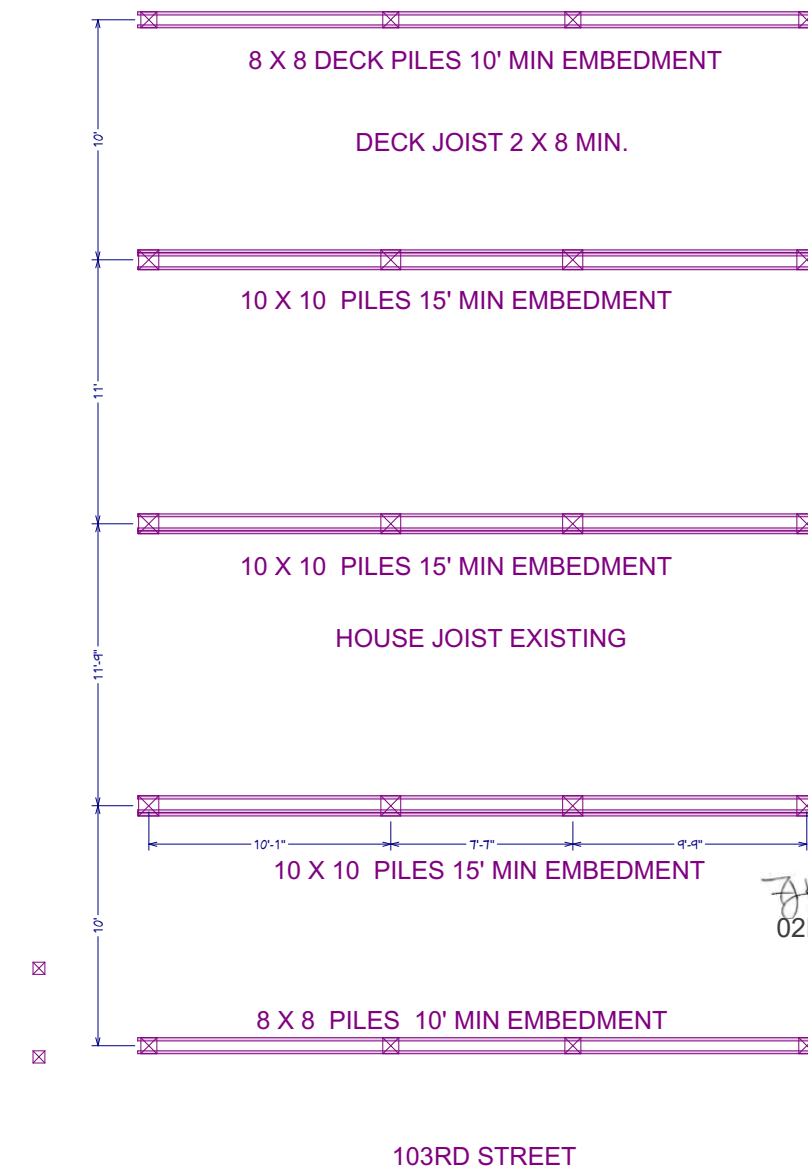 8 X 8 DECK PILES 10' MIN EMBEDMENT
10'
DECK JOIST 2 X 8 MIN.
10 X 10 PILES 15' MIN EMBEDMENT
11'
10 X 10 PILES 15' MIN EMBEDMENT
HOUSE JOIST EXISTING
11'-9"
10'-1" 7'-7" 9'-9"
10 X 10 PILES 15' MIN EMBEDMENT
10'
8 X 8 PILES 10' MIN EMBEDMENT
103RD STREET